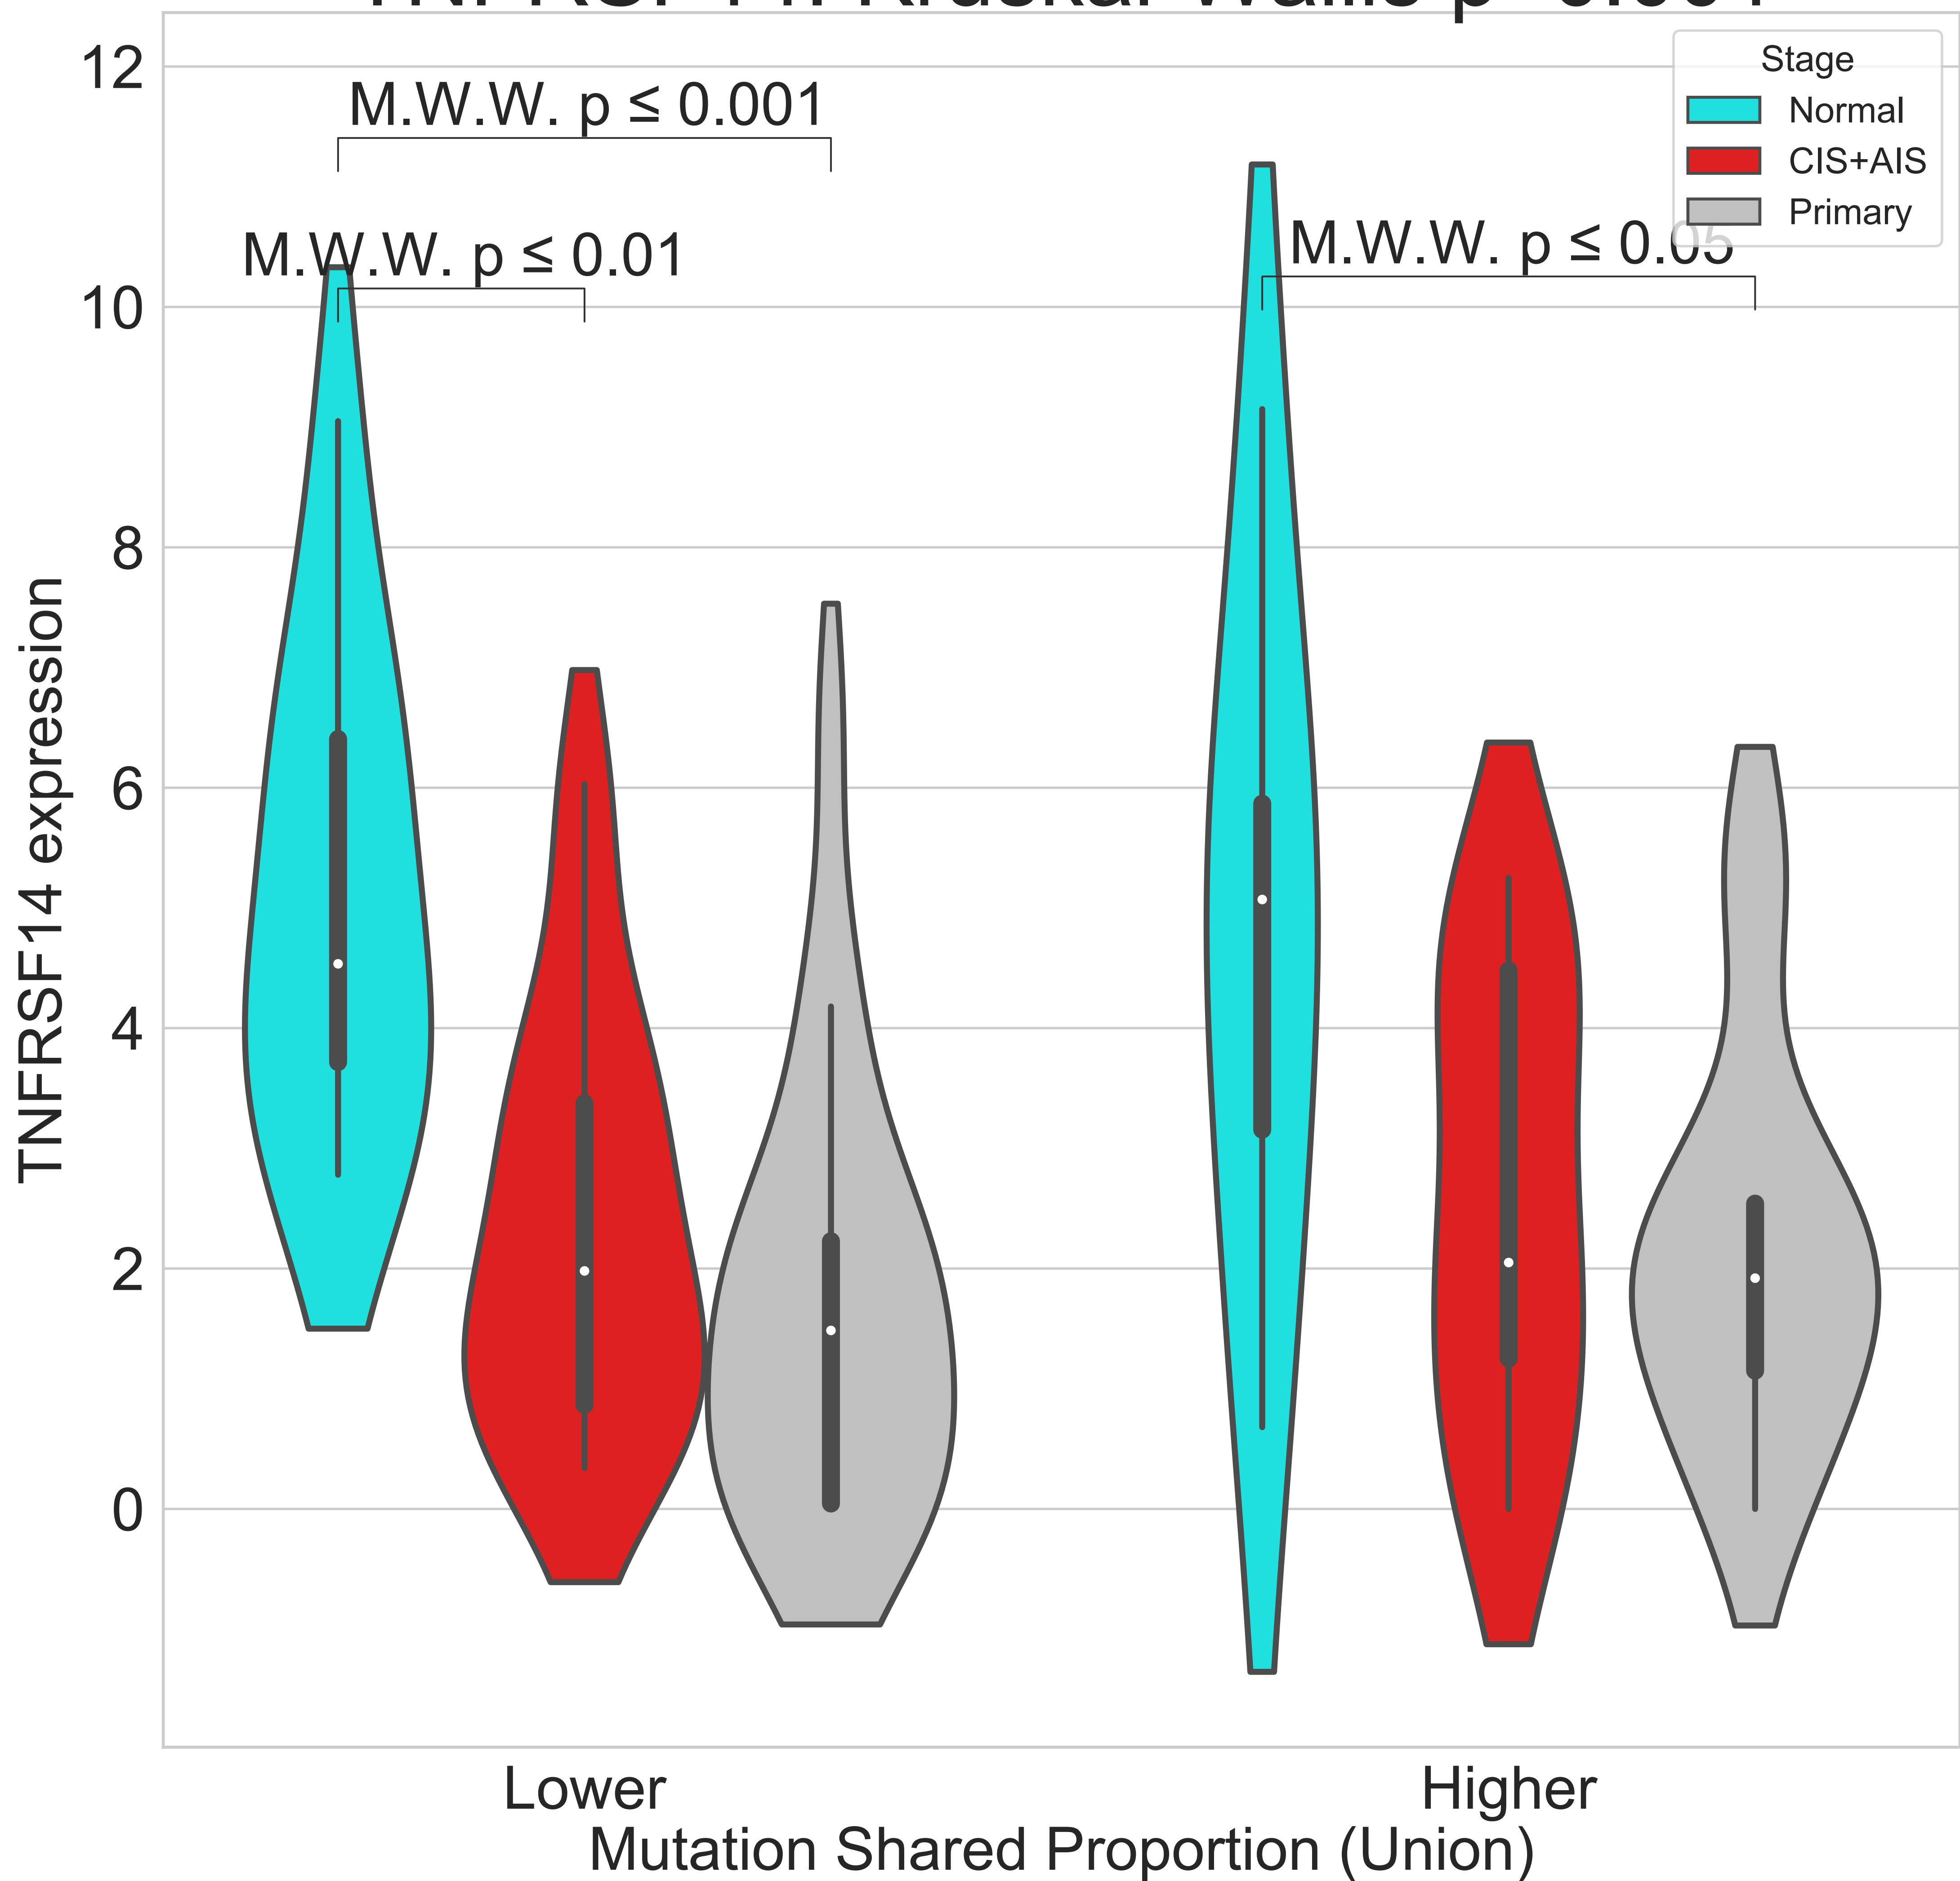 12
10
8
6
4
2
0
TNFRSF14 expression
M.W.W. p ≤ 0.001
M.W.W. p ≤ 0.01
M.W.W. p ≤ 0.05
Stage
Normal
CIS+AIS
Primary
Lower
Higher
Mutation Shared Proportion (Union)